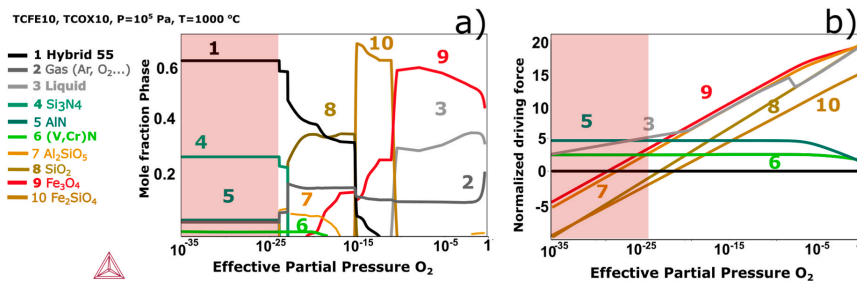 TCFE10, TCOX10, P=10⁵ Pa, T=1000 °C
1 Hybrid 55
2 Gas (Ar, O₂...)
3 Liquid
4 Si3N4
5 AlN
6 (V,Cr)N
7 Al₂SiO₅
8 SiO₂
9 Fe₃O₄
10 Fe₂SiO₄
a)
Mole fraction Phase
0.6
0.4
0.2
1
4
5
8
7
6
10
9
3
2
10⁻³⁵
10⁻²⁵
10⁻¹⁵
10⁻⁵
1
Effective Partial Pressure O₂
b)
Normalized driving force
20
15
10
5
0
-5
5
3
9
8
10
7
6
10⁻³⁵
10⁻²⁵
10⁻¹⁵
10⁻⁵
1
Effective Partial Pressure O₂